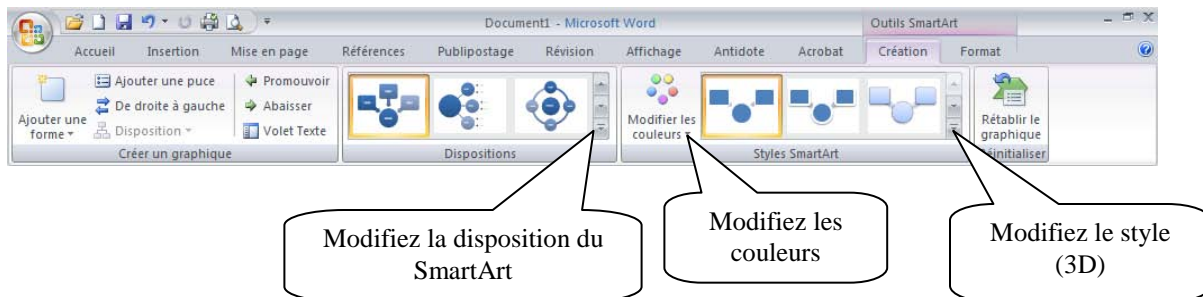 Document1 - Microsoft Word
Outils SmartArt
Accueil Insertion Mise en page Références Publipostage Révision Affichage Antidote Acrobat Création Format
Ajouter une forme
Ajouter une puce
De droite à gauche
Disposition
Promouvoir
Abaisser
Volet Texte
Créer un graphique
Dispositions
Modifier les
couleurs
Styles SmartArt
Rétablir le
graphique
Réinitialiser
Modifiez la disposition du
SmartArt
Modifiez les
couleurs
Modifiez le style
(3D)